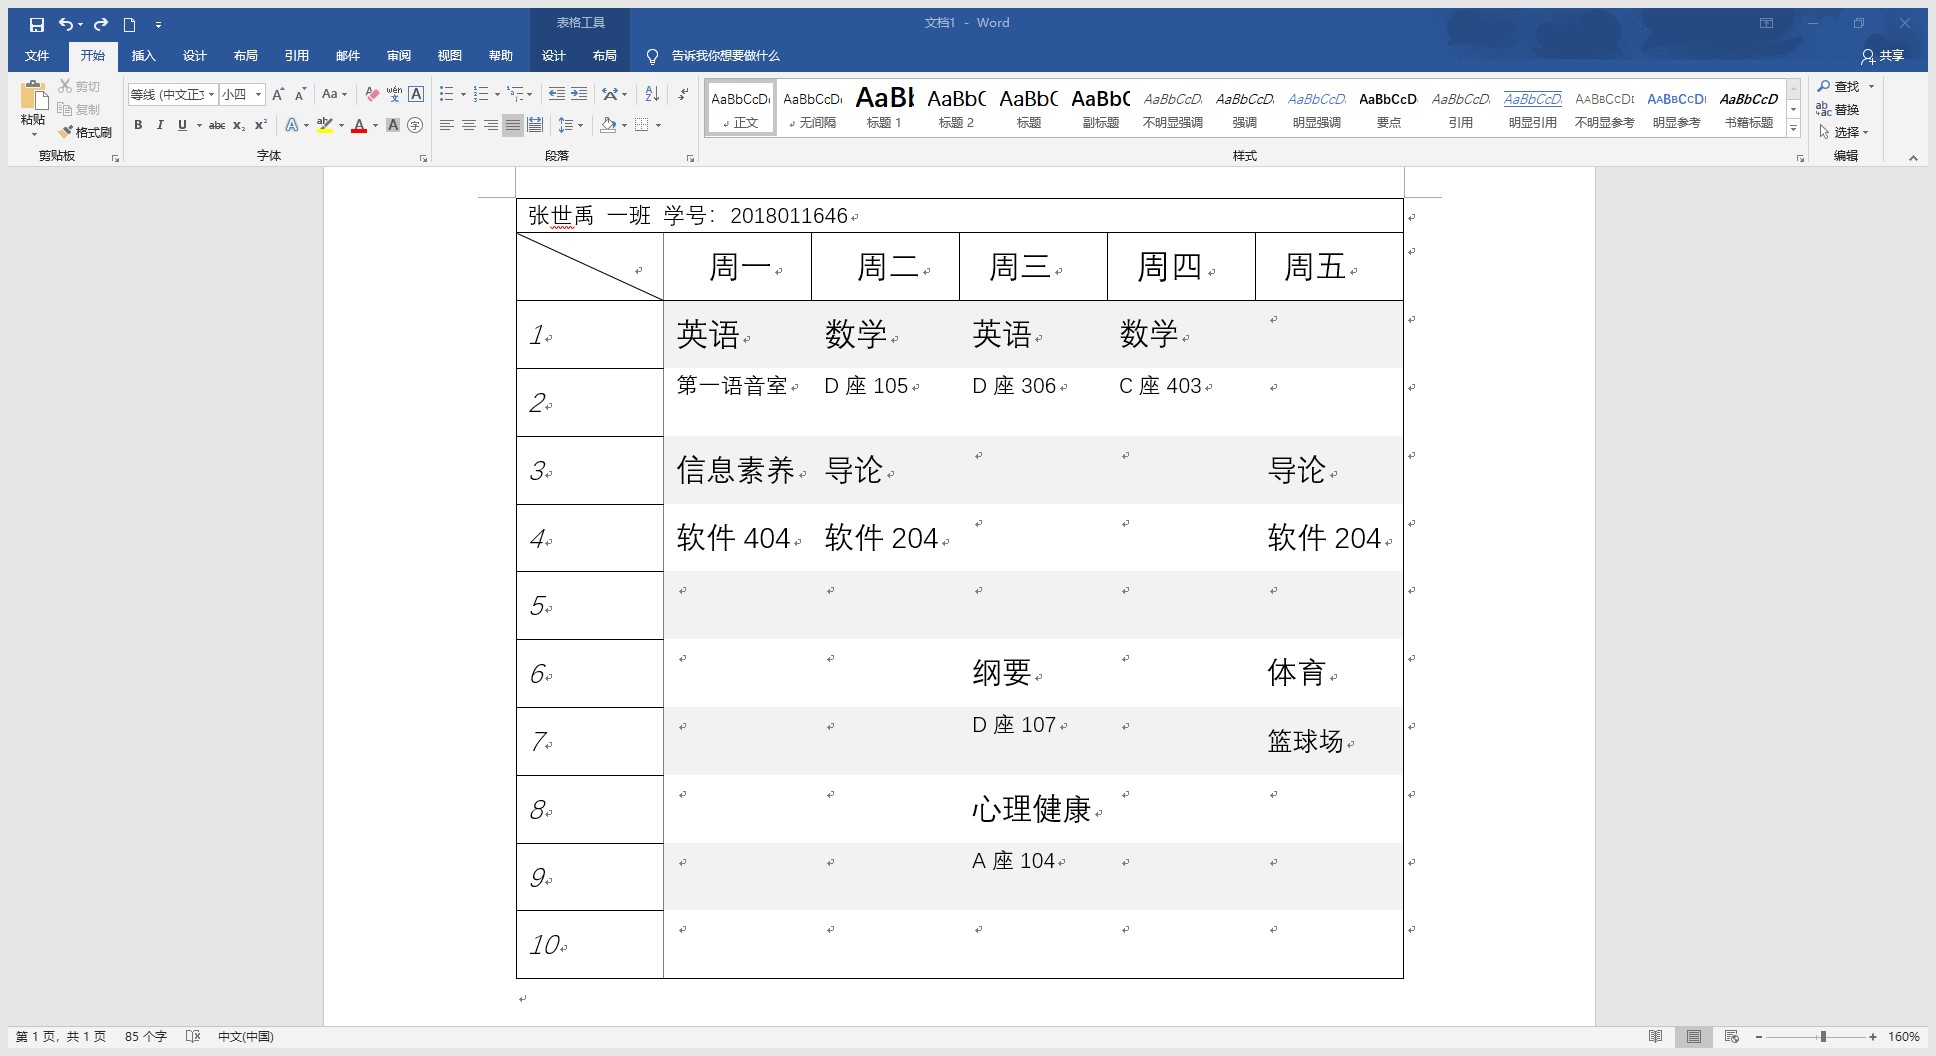 表格工具
文档1 - Word
文件 开始 插入 设计 布局 引用 邮件 审阅 视图 帮助 设计 布局 告诉我你想要做什么 共享
粘贴
剪切
复制
格式刷
剪贴板
等线 (中文正文 小四
字体
段落
AaBbCcDd 正文
AaBbCcDd 无间隔
AaBb 标题 1
AaBbC 标题 2
AaBbC 标题
AaBbC 副标题
AaBbCcD 不明显强调
AaBbCcD 强调
AaBbCcD 明显强调
AaBbCcD 要点
AaBbCcD 引用
AaBbCcD 明显引用
AaBbCcD 不明显参考
AaBbCcD 明显参考
AaBbCcD 书籍标题
样式
查找
替换
选择
编辑
张世禹 一班 学号：2018011646
周一 周二 周三 周四 周五
1 英语 数学 英语 数学
2 第一语音室 D 座 105 D 座 306 C 座 403
3 信息素养 导论 导论
4 软件 404 软件 204 软件 204
5
6 纲要 体育
7 D 座 107 篮球场
8 心理健康
9 A 座 104
10
第 1 页，共 1 页 85 个字 中文(中国) 160%